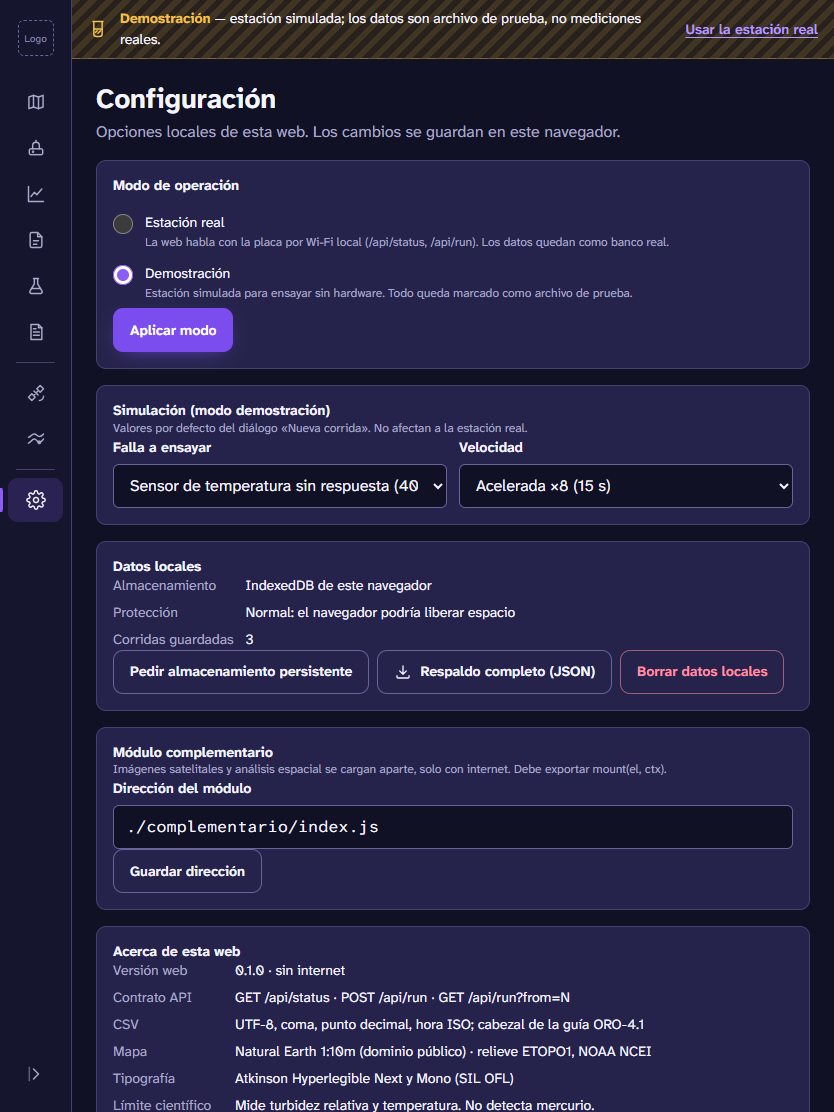 Logo
Demostración — estación simulada; los datos son archivo de prueba, no mediciones
reales.
Usar la estación real
Configuración
Opciones locales de esta web. Los cambios se guardan en este navegador.
Modo de operación
Estación real
La web habla con la placa por Wi-Fi local (/api/status, /api/run). Los datos quedan como banco real.
Demostración
Estación simulada para ensayar sin hardware. Todo queda marcado como archivo de prueba.
Aplicar modo
Simulación (modo demostración)
Valores por defecto del diálogo «Nueva corrida». No afectan a la estación real.
Falla a ensayar Velocidad
Sensor de temperatura sin respuesta (40 Acelerada ×8 (15 s)
Datos locales
Almacenamiento IndexedDB de este navegador
Protección Normal: el navegador podría liberar espacio
Corridas guardadas 3
Pedir almacenamiento persistente Respaldo completo (JSON) Borrar datos locales
Módulo complementario
Imágenes satelitales y análisis espacial se cargan aparte, solo con internet. Debe exportar mount(el, ctx).
Dirección del módulo
./complementario/index.js
Guardar dirección
Acerca de esta web
Versión web 0.1.0 · sin internet
Contrato API GET /api/status · POST /api/run · GET /api/run?from=N
CSV UTF-8, coma, punto decimal, hora ISO; cabezal de la guía ORO-4.1
Mapa Natural Earth 1:10m (dominio público) · relieve ETOPO1, NOAA NCEI
Tipografía Atkinson Hyperlegible Next y Mono (SIL OFL)
Límite científico Mide turbidez relativa y temperatura. No detecta mercurio.